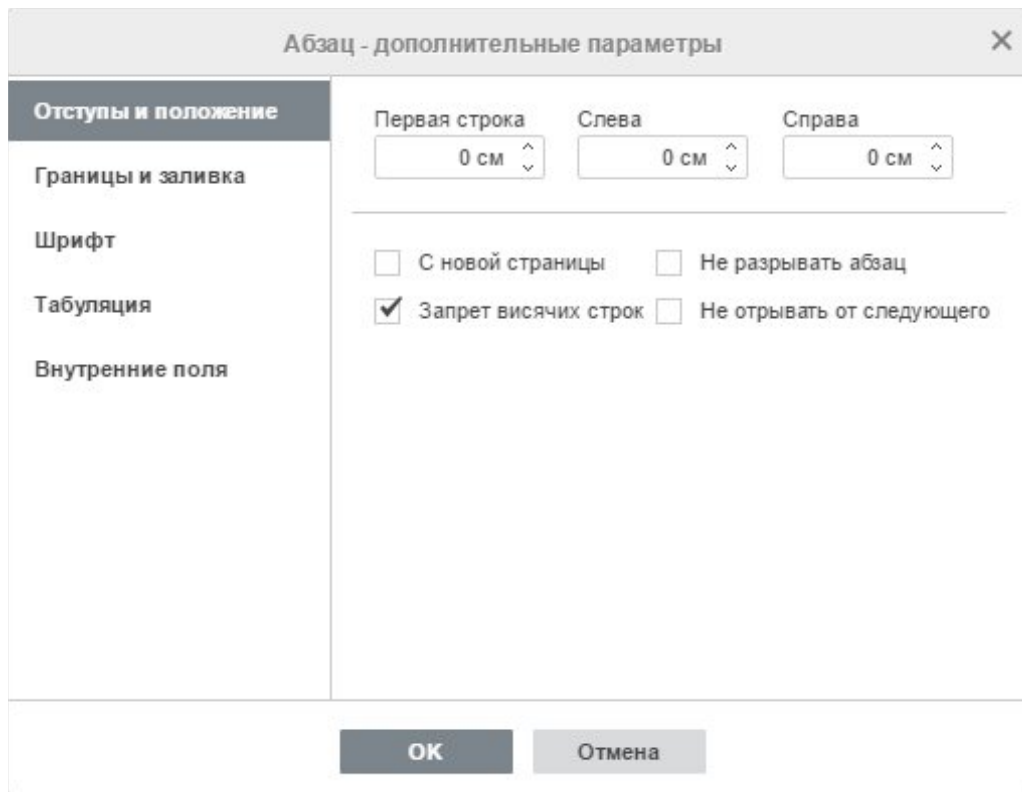 Абзац - дополнительные параметры
Отступы и положение
Границы и заливка
Шрифт
Табуляция
Внутренние поля
Первая строка Слева Справа
0 см 0 см 0 см
С новой страницы Не разрывать абзац
Запрет висячих строк Не отрывать от следующего
OK Отмена